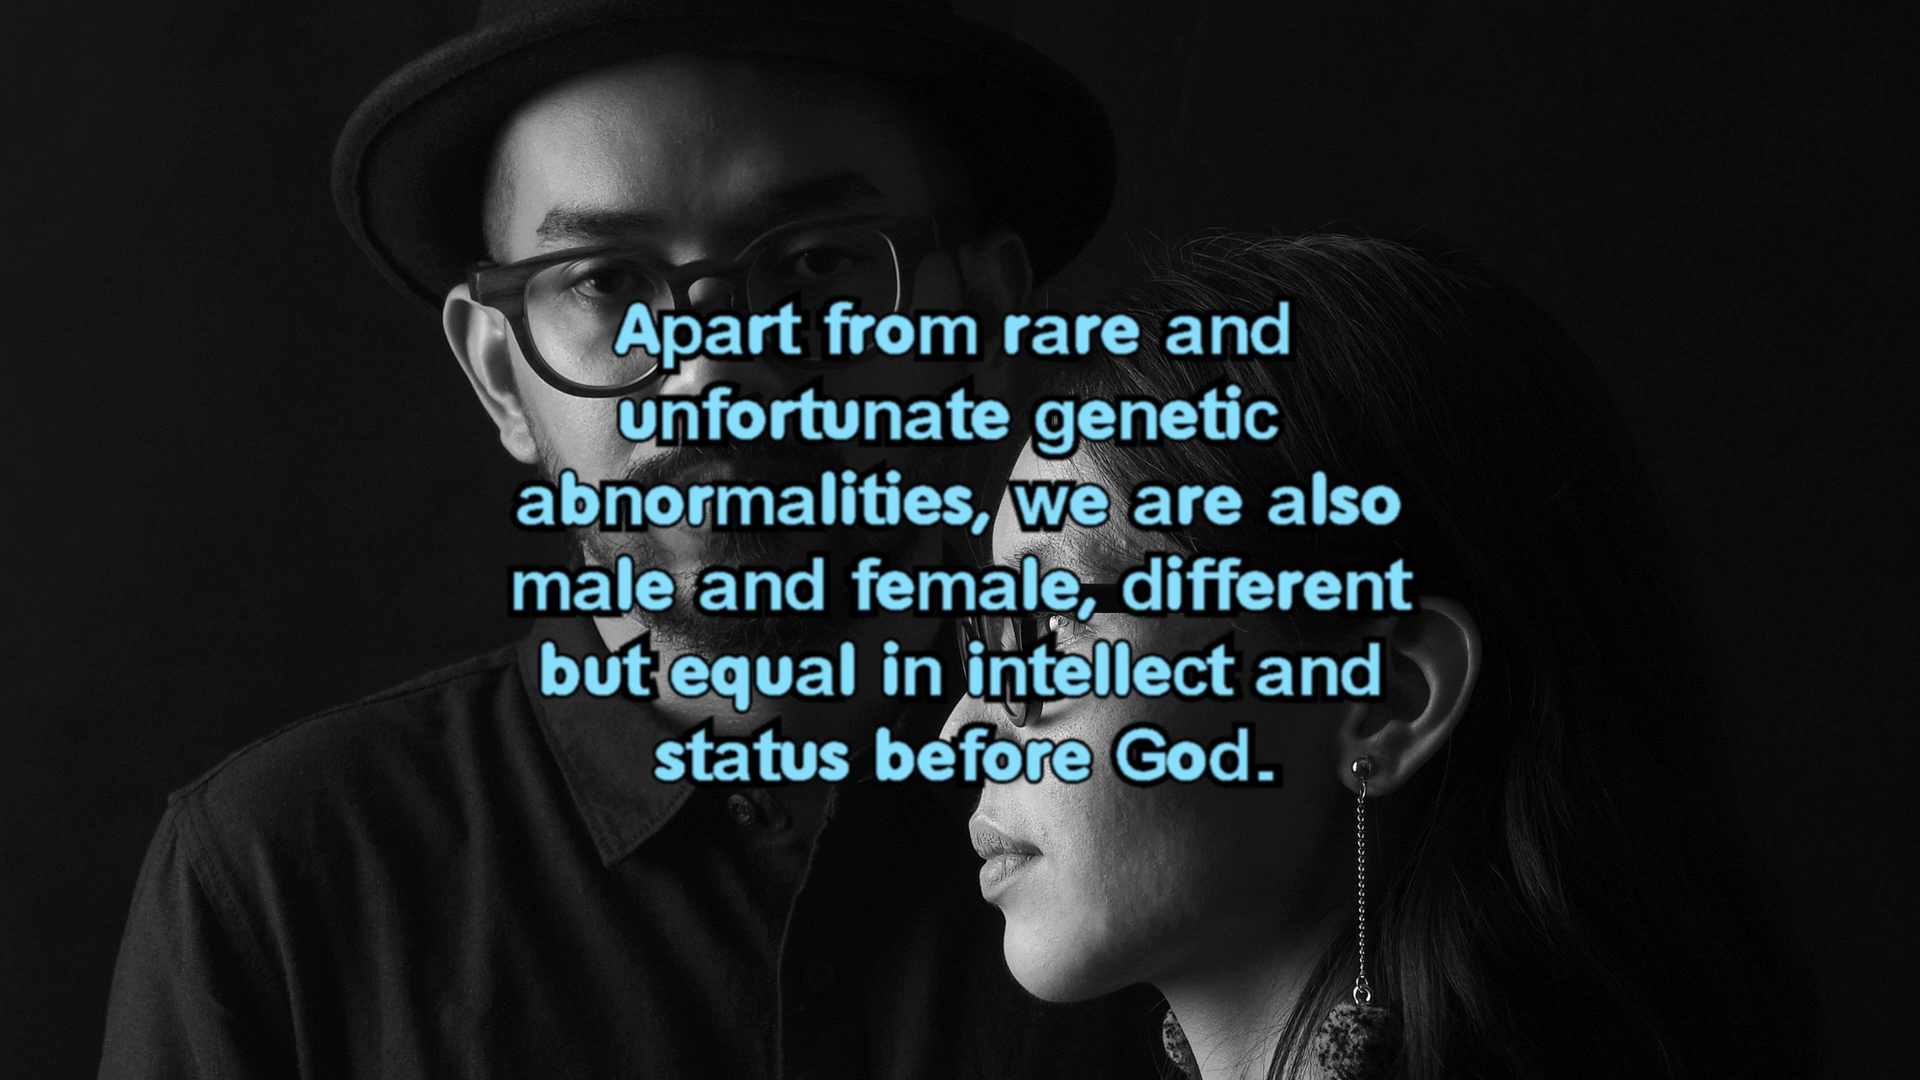 Apart from rare and
unfortunate genetic
abnormalities, we are also
male and female, different
but equal in intellect and
status before God.